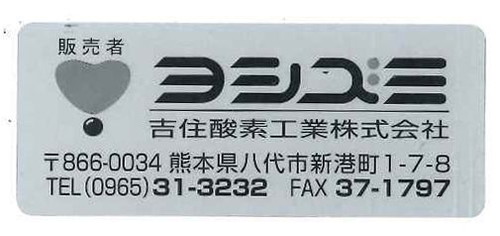 販売者
ヨシズミ
吉住酸素工業株式会社
〒866-0034 熊本県八代市新港町1-7-8
TEL(0965)31-3232 FAX 37-1797